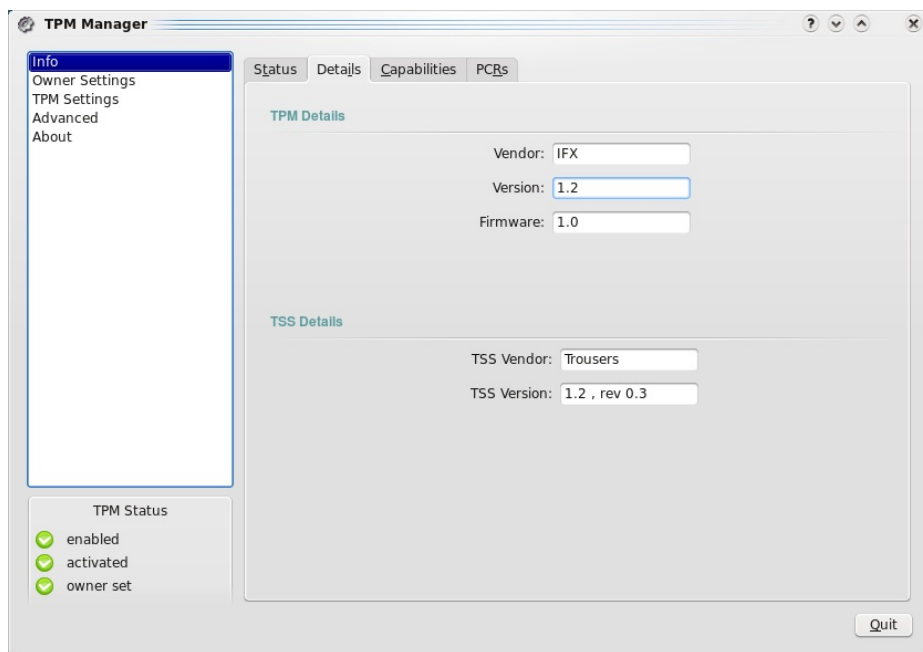 TPM Manager
Info
Owner Settings
TPM Settings
Advanced
About
Status Details Capabilities PCRs
TPM Details
Vendor: IFX
Version: 1.2
Firmware: 1.0
TSS Details
TSS Vendor: Trousers
TSS Version: 1.2 , rev 0.3
TPM Status
enabled
activated
owner set
Quit